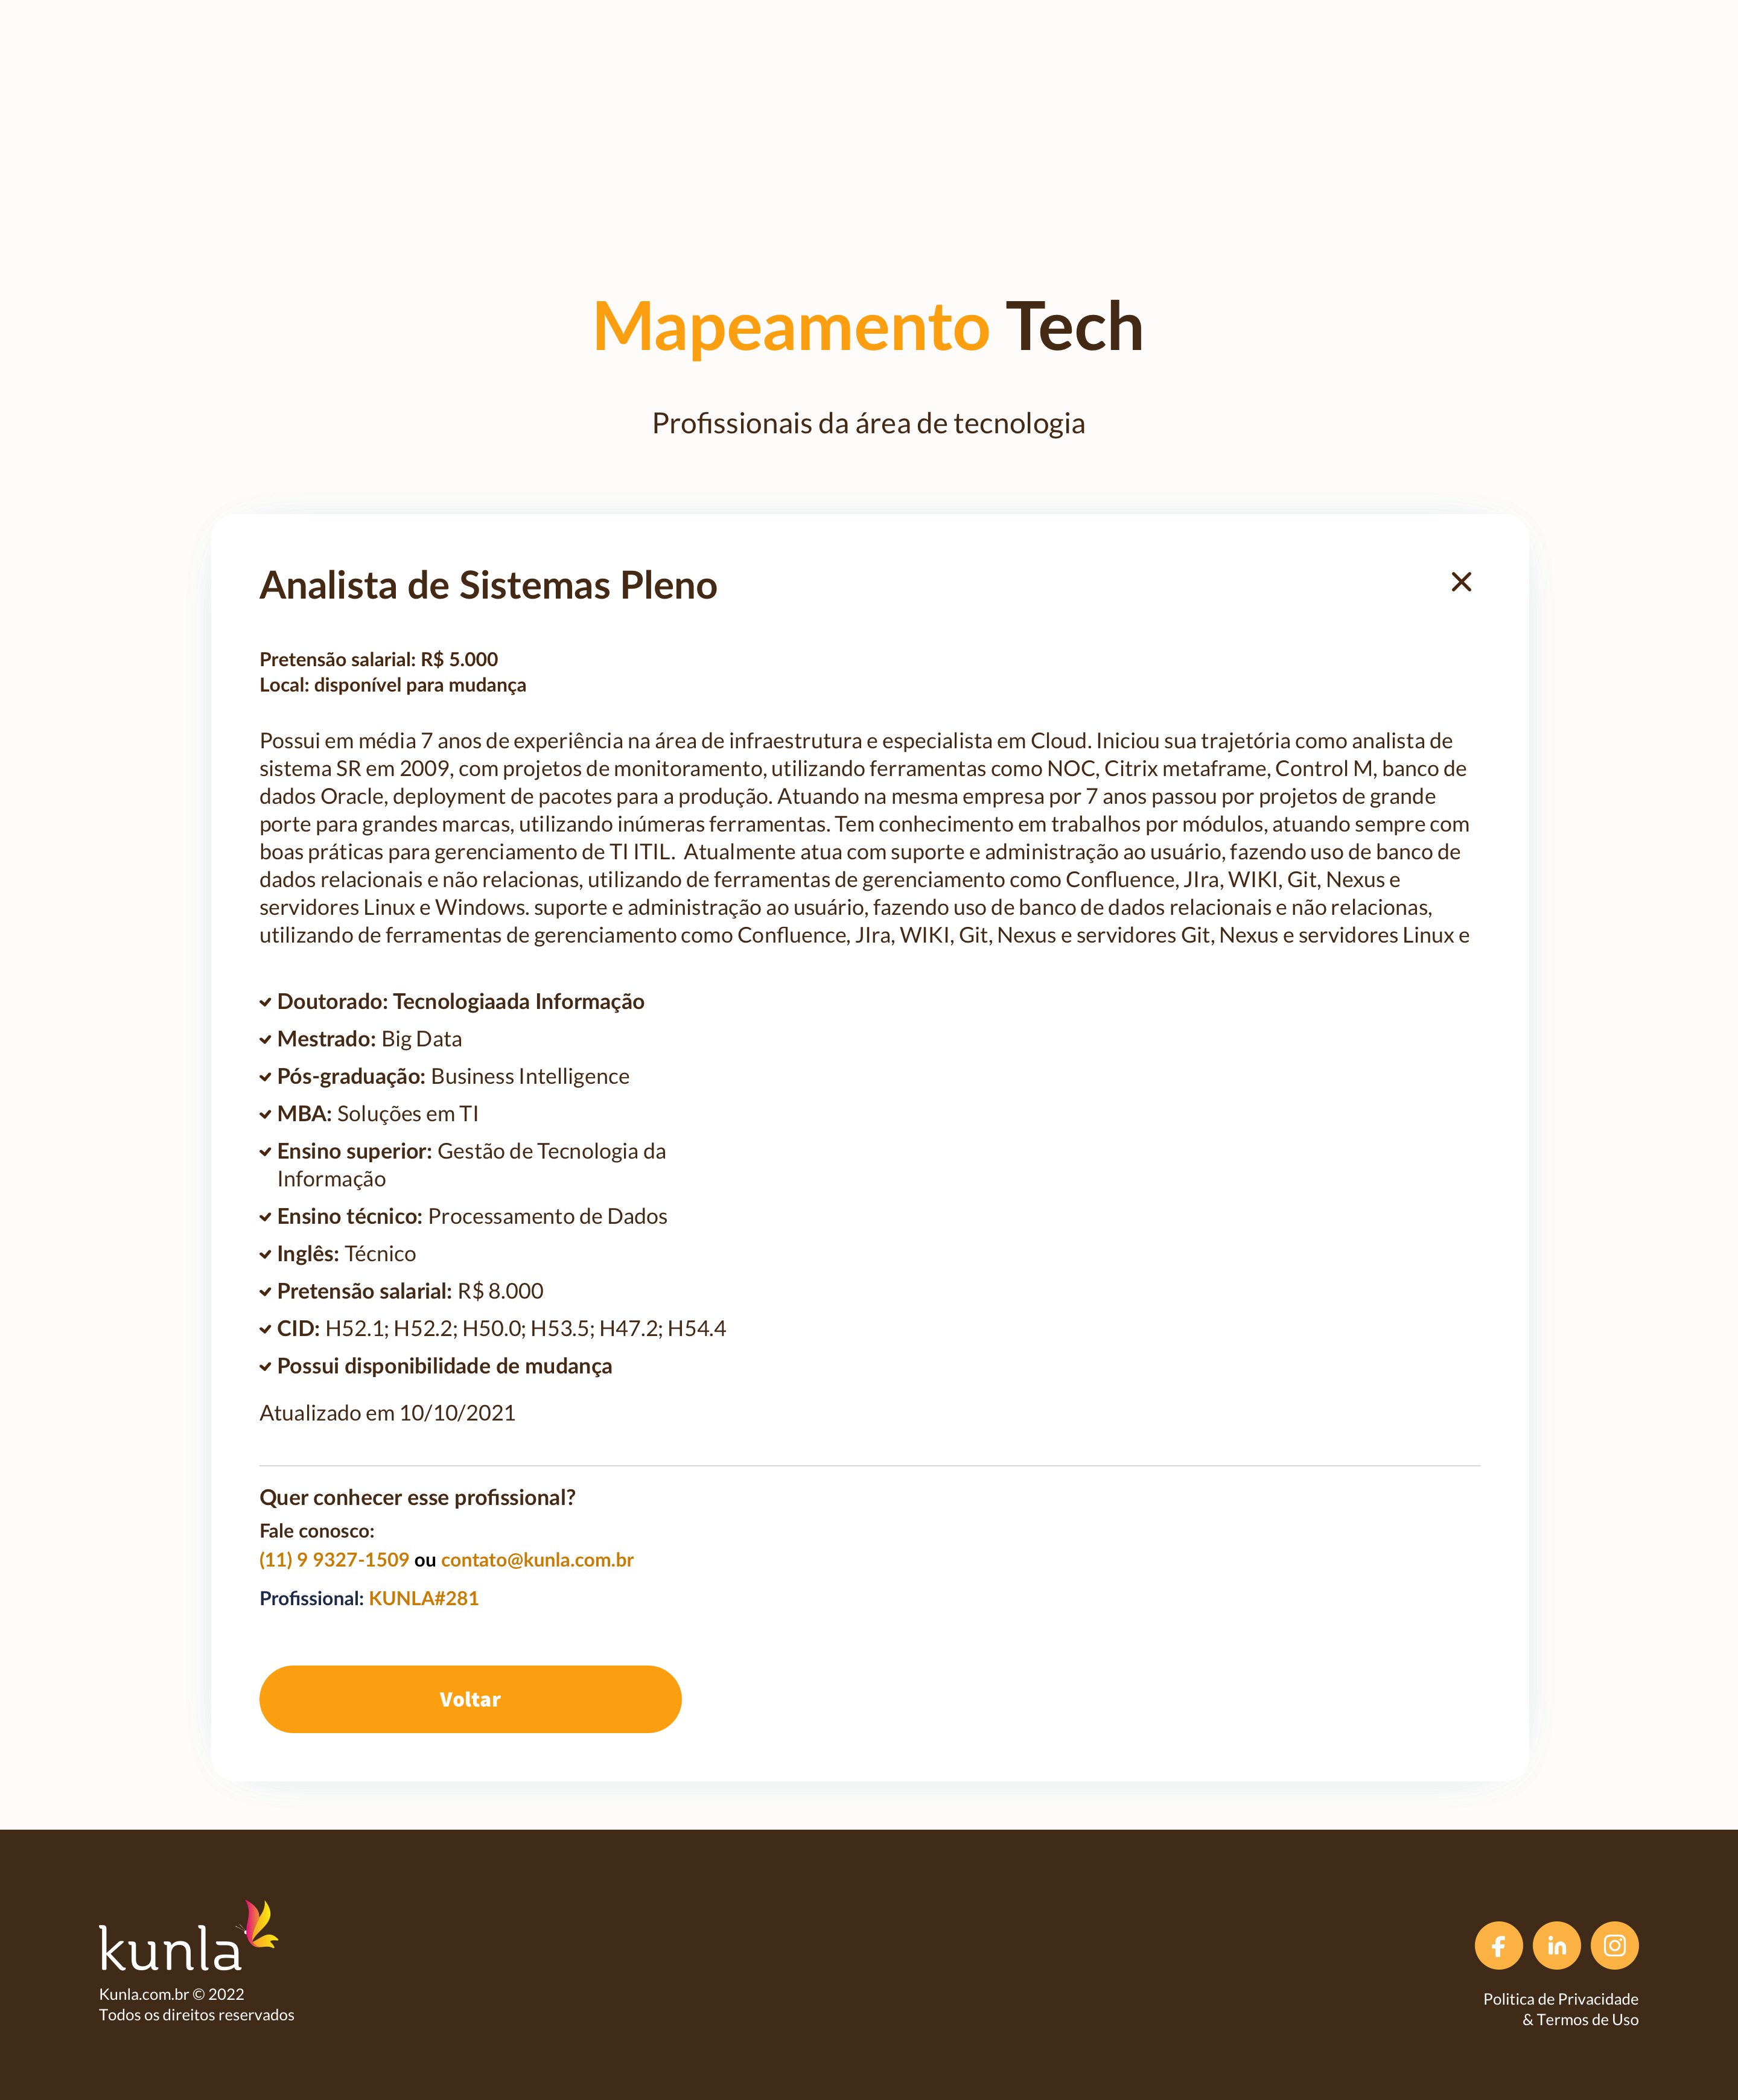 Mapeamento Tech
Profissionais da área de tecnologia
Analista de Sistemas Pleno
Pretensão salarial: R$ 5.000
Local: disponível para mudança
Possui em média 7 anos de experiência na área de infraestrutura e especialista em Cloud. Iniciou sua trajetória como analista de
sistema SR em 2009, com projetos de monitoramento, utilizando ferramentas como NOC, Citrix metaframe, Control M, banco de
dados Oracle, deployment de pacotes para a produção. Atuando na mesma empresa por 7 anos passou por projetos de grande
porte para grandes marcas, utilizando inúmeras ferramentas. Tem conhecimento em trabalhos por módulos, atuando sempre com
boas práticas para gerenciamento de TI ITIL.  Atualmente atua com suporte e administração ao usuário, fazendo uso de banco de
dados relacionais e não relacionas, utilizando de ferramentas de gerenciamento como Confluence, JIra, WIKI, Git, Nexus e
servidores Linux e Windows. suporte e administração ao usuário, fazendo uso de banco de dados relacionais e não relacionas,
utilizando de ferramentas de gerenciamento como Confluence, JIra, WIKI, Git, Nexus e servidores Git, Nexus e servidores Linux e
Doutorado: Tecnologiaada Informação
Mestrado: Big Data
Pós-graduação: Business Intelligence
MBA: Soluções em TI
Ensino superior: Gestão de Tecnologia da
Informação
Ensino técnico: Processamento de Dados
Inglês: Técnico
Pretensão salarial: R$ 8.000
CID: H52.1; H52.2; H50.0; H53.5; H47.2; H54.4
Possui disponibilidade de mudança
Atualizado em 10/10/2021
Quer conhecer esse profissional?
Fale conosco:
(11) 9 9327-1509 ou contato@kunla.com.br
Profissional: KUNLA#281
Voltar
kunla
Kunla.com.br © 2022
Todos os direitos reservados
Politica de Privacidade
& Termos de Uso